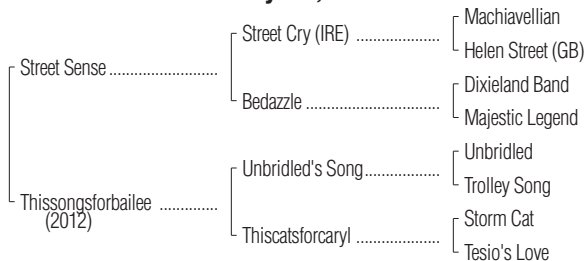 Machiavellian
Street Cry (IRE) ..................
Helen Street (GB)
Street Sense .......................
Dixieland Band
Bedazzle ............................
Majestic Legend
Unbridled
Unbridled's Song................
Trolley Song
Thissongsforbailee ..............
(2012)
Storm Cat
Thiscatsforcaryl ..................
Tesio's Love